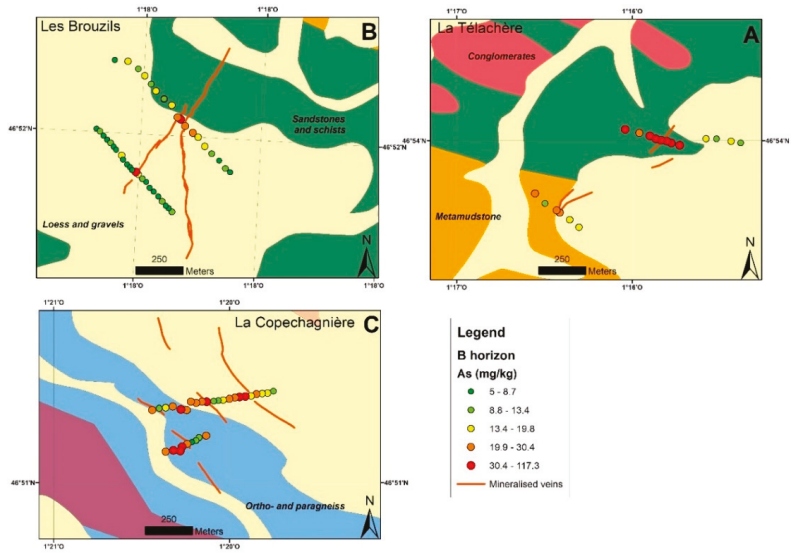 Les Brouzils
B
1°18'O
1°18'O
46°52'N
46°52'N
Sandstones
and schists
Loess and gravels
250
Meters
N
1°19'O
1°18'O
1°18'O
La Télachère
A
1°17'O
1°16'O
Conglomerates
46°54'N
46°54'N
Metamudstone
250
Meters
N
1°17'O
1°16'O
La Copechagnière
C
1°21'O
1°20'O
46°51'N
46°51'N
Ortho- and paragneiss
250
Meters
N
1°21'O
1°20'O
Legend
B horizon
As (mg/kg)
5 - 8.7
8.8 - 13.4
13.4 - 19.8
19.9 - 30.4
30.4 - 117.3
Mineralised veins